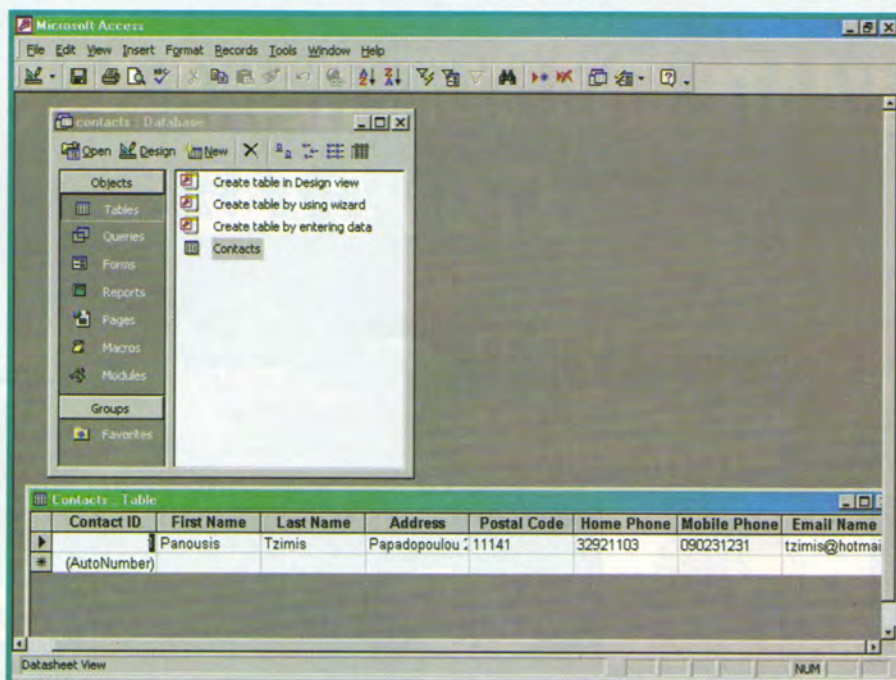 Microsoft Access
File Edit View Insert Format Records Tools Window Help
contacts : Database
Open Design New
Objects
Tables
Queries
Forms
Reports
Pages
Macros
Modules
Groups
Favorites
Create table in Design view
Create table by using wizard
Create table by entering data
Contacts
Contacts : Table
Contact ID First Name Last Name Address Postal Code Home Phone Mobile Phone Email Name
Panousis Tzimis Papadopoulou 11141 32921103 090231231 tzimis@hotmai
(AutoNumber)
Datasheet View NUM